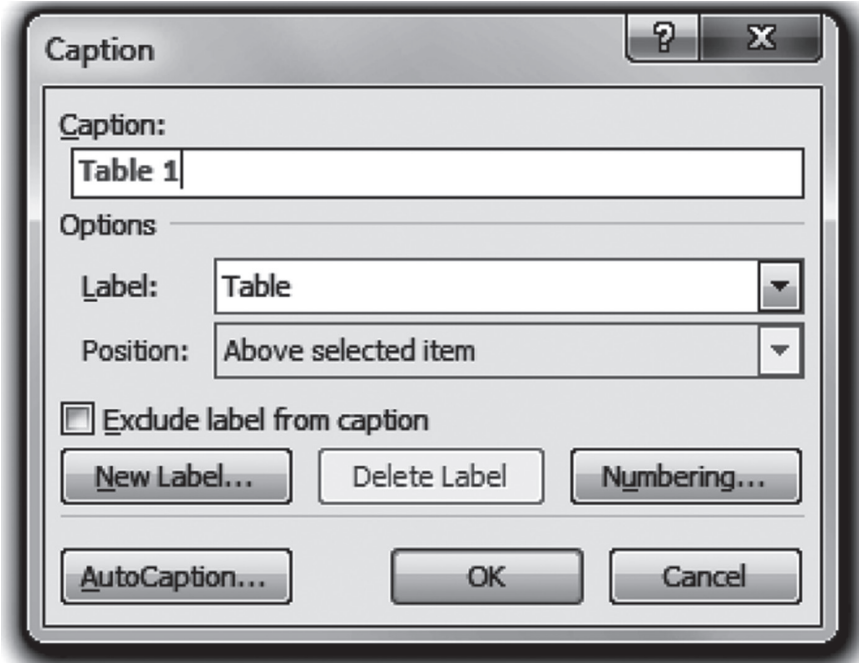 Caption
?
X
Caption:
Table 1
Options
Label: Table
Position: Above selected item
Exclude label from caption
New Label... Delete Label Numbering...
AutoCaption... OK Cancel